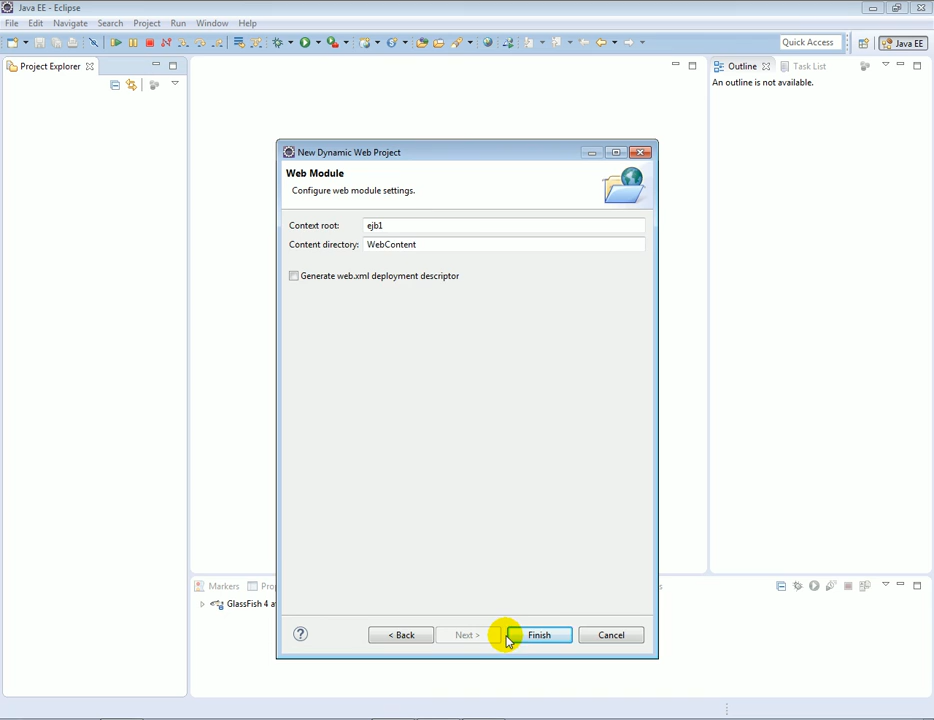 Java EE - Eclipse
File Edit Navigate Search Project Run Window Help
Quick Access
Java EE
Project Explorer
Outline
Task List
An outline is not available.
New Dynamic Web Project
Web Module
Configure web module settings.
Context root: ejb1
Content directory: WebContent
Generate web.xml deployment descriptor
Markers
GlassFish 4
< Back
Next >
Finish
Cancel